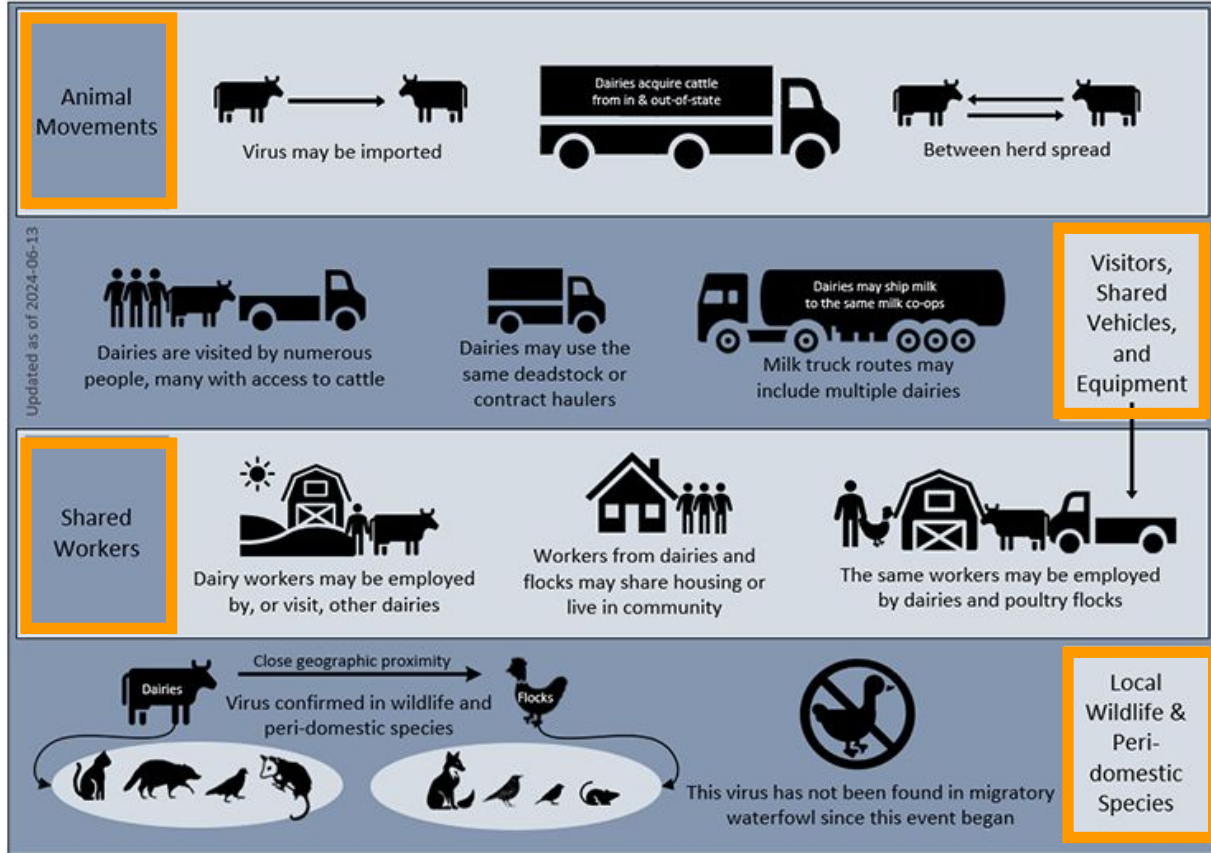 Animal
Movements
Virus may be imported
Dairies acquire cattle
from in & out-of-state
Between herd spread
Updated as of 2024-06-13
Dairies are visited by numerous
people, many with access to cattle
Dairies may use the
same deadstock or
contract haulers
Dairies may ship milk
to the same milk co-ops
Milk truck routes may
include multiple dairies
Visitors,
Shared
Vehicles,
and
Equipment
Shared
Workers
Dairy workers may be employed
by, or visit, other dairies
Workers from dairies and
flocks may share housing or
live in community
The same workers may be employed
by dairies and poultry flocks
Dairies
Close geographic proximity
Virus confirmed in wildlife and
peri-domestic species
Flocks
This virus has not been found in migratory
waterfowl since this event began
Local
Wildlife &
Peri-
domestic
Species